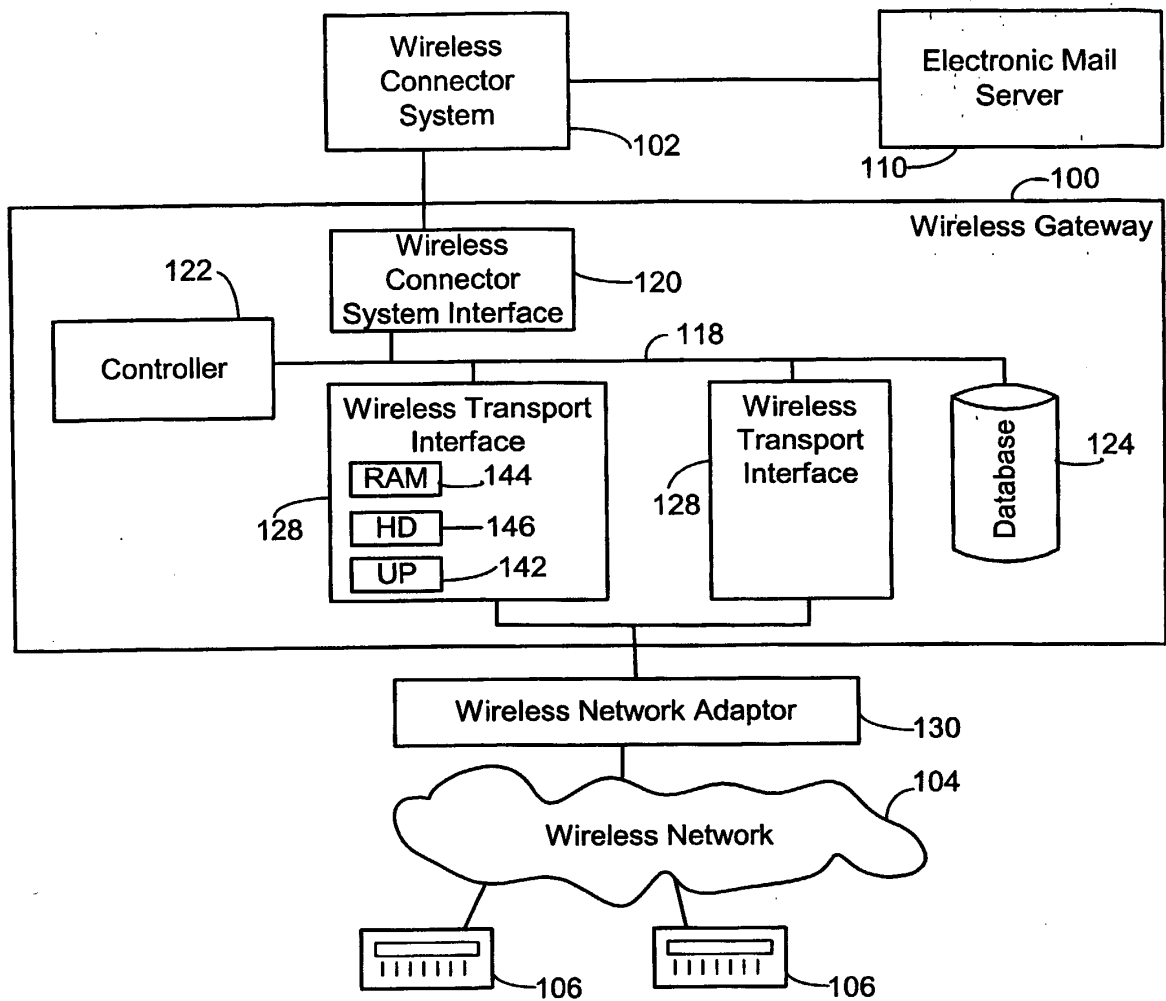 Wireless
Connector
System
102
Electronic Mail
Server
110
100
Wireless Gateway
Wireless
Connector
System Interface
120
122
Controller
118
Wireless Transport
Interface
RAM
144
HD
146
UP
142
128
Wireless
Transport
Interface
128
Database
124
Wireless Network Adaptor
130
104
Wireless Network
106
106